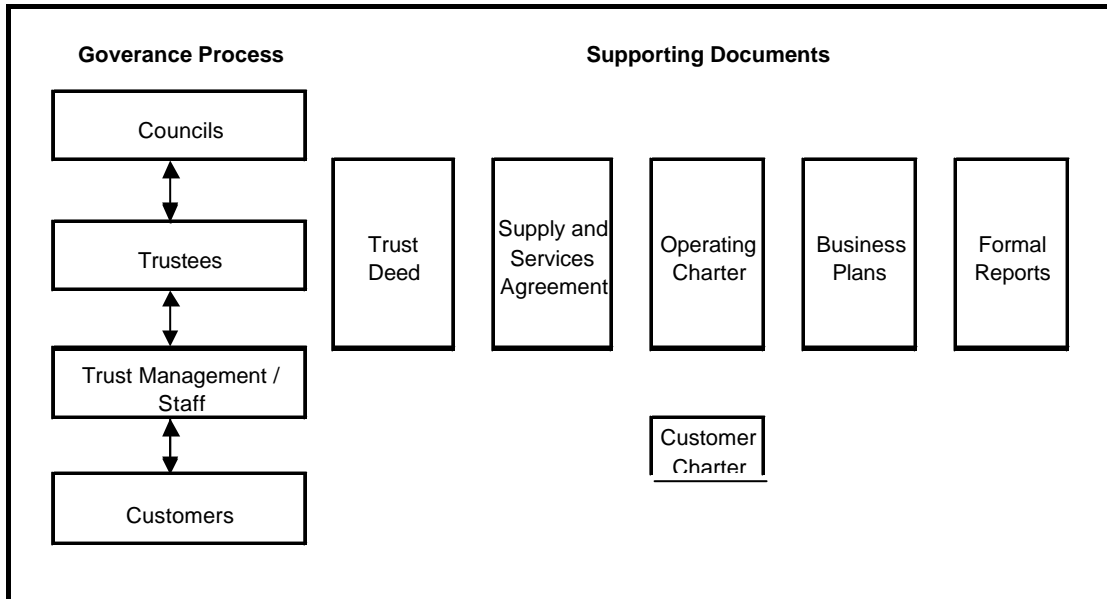 Goverance Process
Supporting Documents
Councils
Trustees
Trust Management /
Staff
Customers
Trust
Deed
Supply and
Services
Agreement
Operating
Charter
Business
Plans
Formal
Reports
Customer
Charter